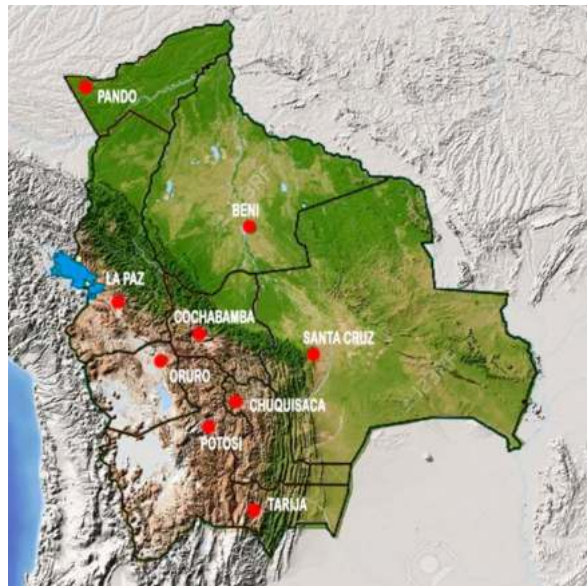 PANDO
BENI
LA PAZ
COCHABAMBA
SANTA CRUZ
ORURO
CHUQUISACA
POTOSI
TARIJA